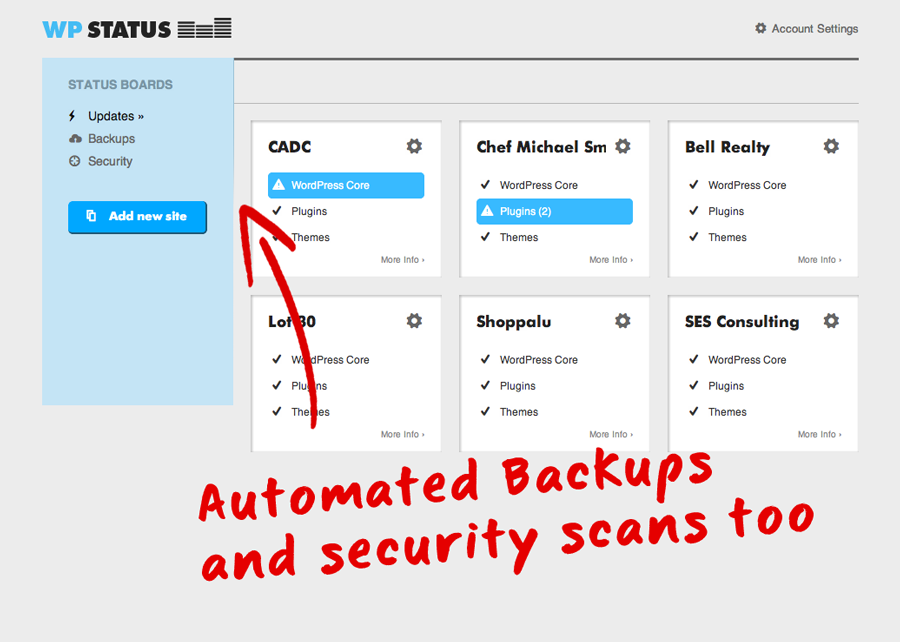 WP STATUS
Account Settings
STATUS BOARDS
Updates »
Backups
Security
Add new site
CADC
WordPress Core
Plugins
Themes
More Info ›
Chef Michael Sm
WordPress Core
Plugins (2)
Themes
More Info ›
Bell Realty
WordPress Core
Plugins
Themes
More Info ›
Lot 30
WordPress Core
Plugins
Themes
More Info ›
Shoppalu
WordPress Core
Plugins
Themes
More Info ›
SES Consulting
WordPress Core
Plugins
Themes
More Info ›
Automated Backups
and security scans too